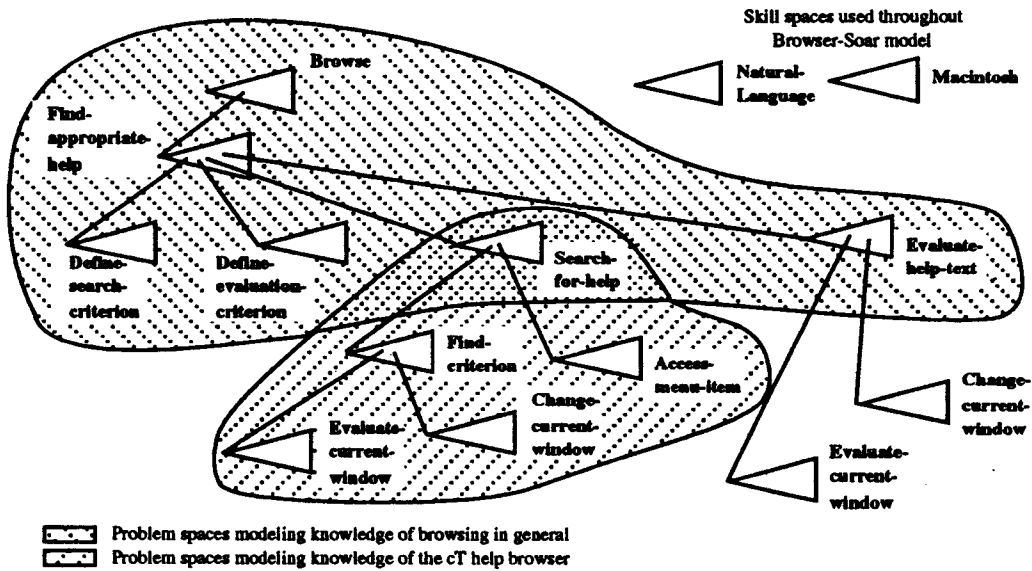 Skill spaces used throughout
Browser-Soar model
Browse
Natural-
Language
Macintosh
Find-
appropriate-
help
Define-
search-
criterion
Define-
evaluation-
criterion
Search-
for-help
Evaluate-
help-text
Find-
criterion
Access-
menu-item
Change-
current-
window
Evaluate-
current-
window
Change-
current-
window
Evaluate-
current-
window
Problem spaces modeling knowledge of browsing in general
Problem spaces modeling knowledge of the cT help browser